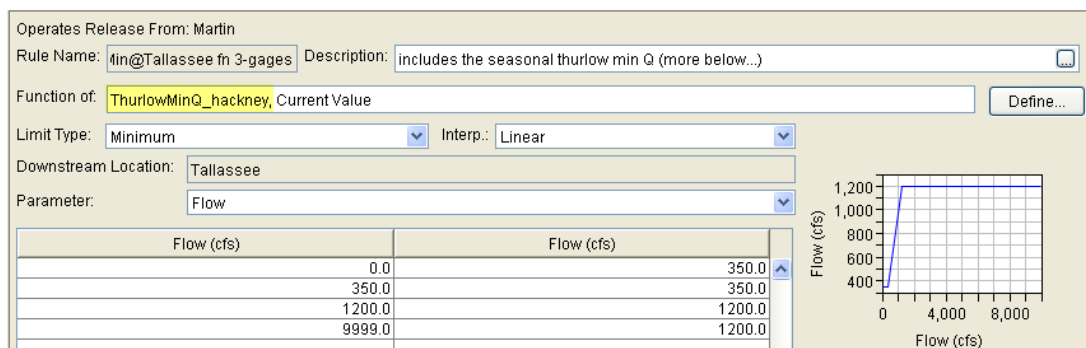 Operates Release From: Martin
Rule Name: Min@Tallassee fn 3-gages Description: includes the seasonal thurlow min Q (more below...) ...
Function of: ThurlowMinQ_hackney, Current Value Define...
Limit Type: Minimum Interp.: Linear
Downstream Location: Tallassee
Parameter: Flow
Flow (cfs) Flow (cfs)
0.0 350.0
350.0 350.0
1200.0 1200.0
9999.0 1200.0
Flow (cfs)
1,200
1,000
800
600
400
0 4,000 8,000
Flow (cfs)